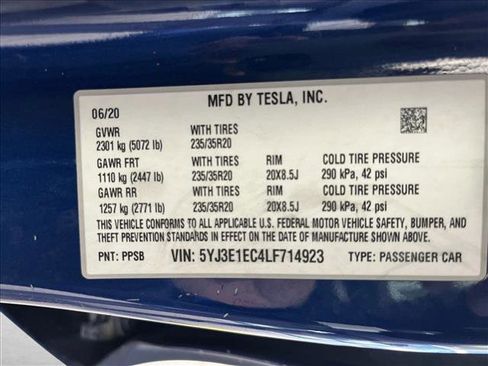 06/20 MFD BY TESLA, INC.
GVWR WITH TIRES
2301 kg (5072 lb) 235/35R20
GAWR FRT WITH TIRES RIM COLD TIRE PRESSURE
1110 kg (2447 lb) 235/35R20 20X8.5J 290 kPa, 42 psi
GAWR RR WITH TIRES RIM COLD TIRE PRESSURE
1257 kg (2771 lb) 235/35R20 20X8.5J 290 kPa, 42 psi
THIS VEHICLE CONFORMS TO ALL APPLICABLE U.S. FEDERAL MOTOR VEHICLE SAFETY, BUMPER, AND
THEFT PREVENTION STANDARDS IN EFFECT ON THE DATE OF MANUFACTURE SHOWN ABOVE.
PNT: PPSB VIN: 5YJ3E1EC4LF714923 TYPE: PASSENGER CAR